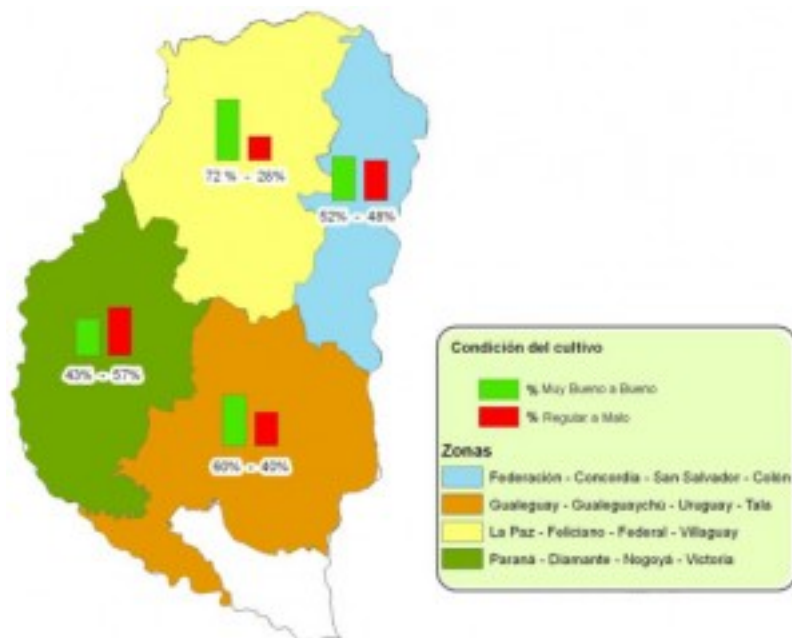 72 % - 28%
52% - 48%
43% - 57%
60% - 40%
Condición del cultivo
% Muy Bueno a Bueno
% Regular a Malo
Zonas
Federación - Concordia - San Salvador - Colón
Gualeguay - Gualeguaychú - Uruguay - Tala
La Paz - Feliciano - Federal - Villaguay
Paraná - Diamante - Nogoyá - Victoria